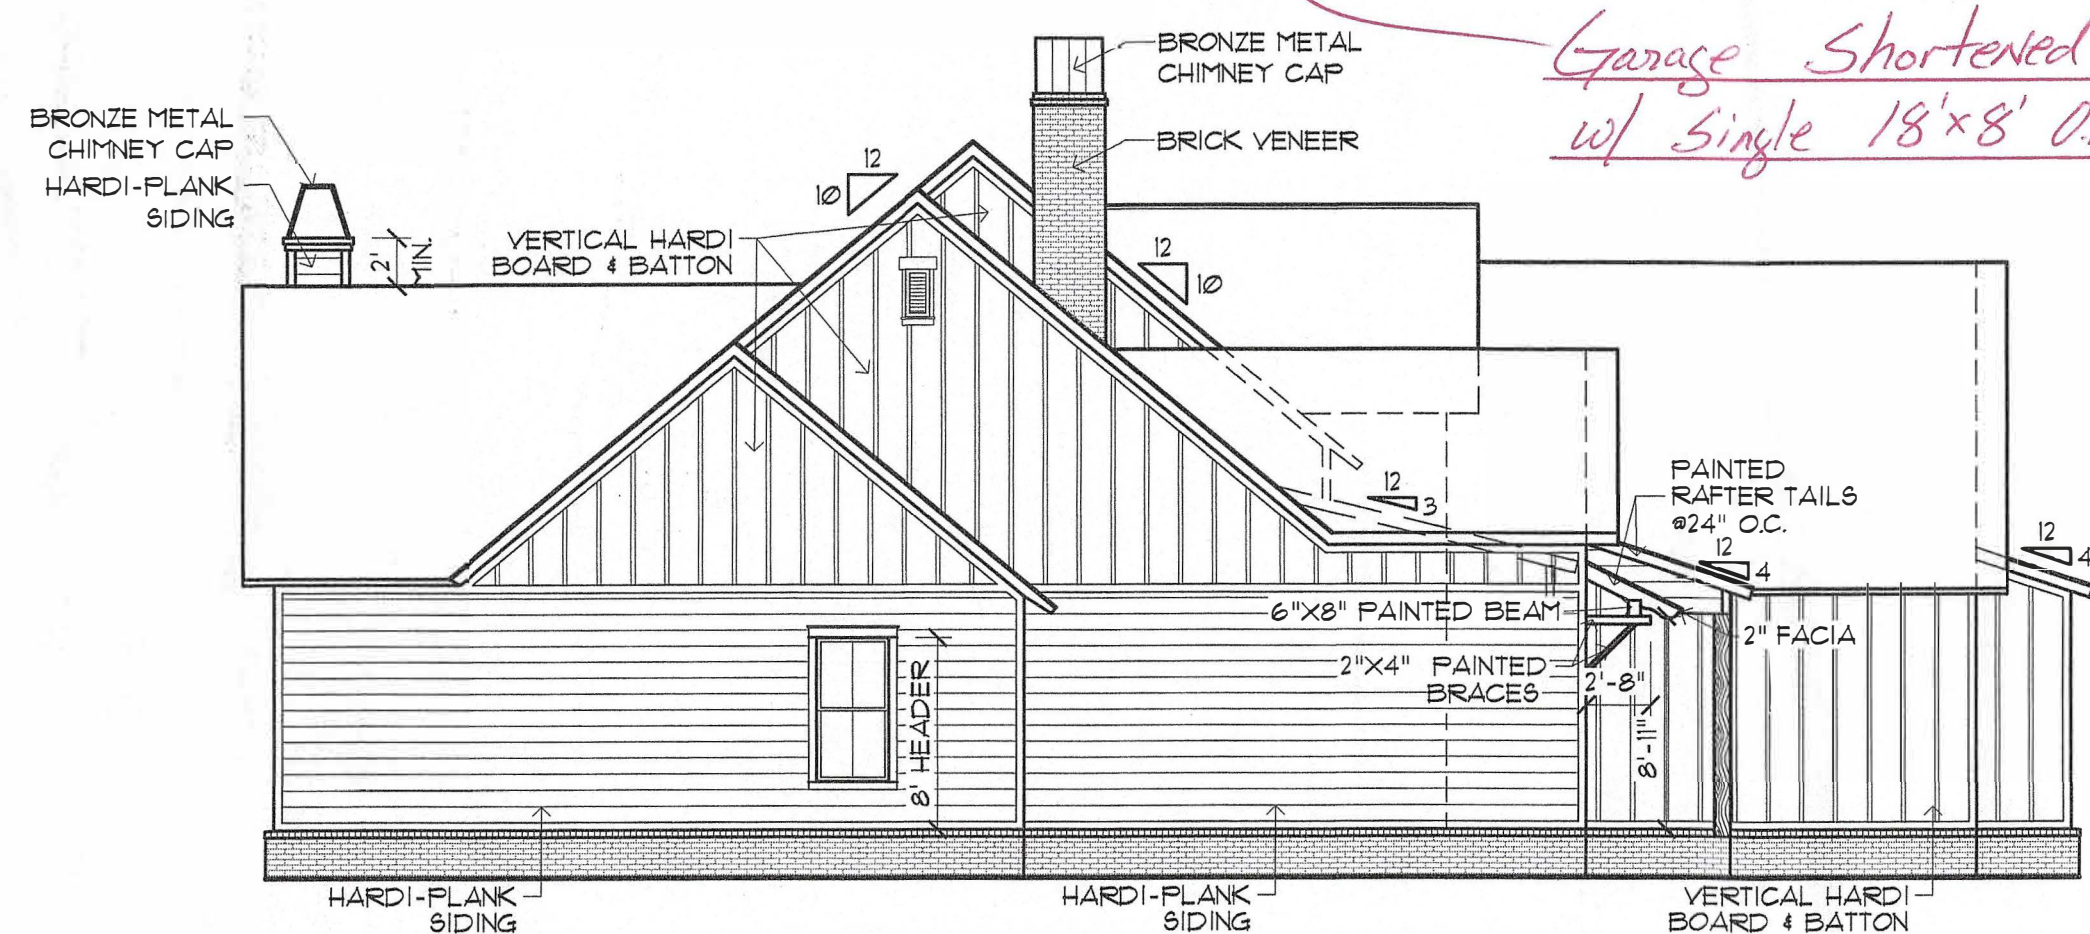 Garage Shortened
w/ Single 18'x8'
BRONZE METAL
CHIMNEY CAP
BRICK VENEER
BRONZE METAL
CHIMNEY CAP
HARDI-PLANK
SIDING
2'
MIN.
VERTICAL HARDI
BOARD & BATTON
12
10
12
10
12
3
PAINTED
RAFTER TAILS
@24" O.C.
12
4
12
4
6"X8" PAINTED BEAM
2" FACIA
2"X4" PAINTED
BRACES
2'-8"
8'-11"
8' HEADER
HARDI-PLANK
SIDING
HARDI-PLANK
SIDING
VERTICAL HARDI
BOARD & BATTON